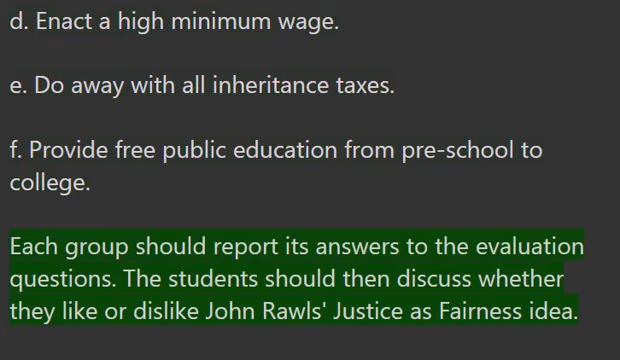 d. Enact a high minimum wage.
e. Do away with all inheritance taxes.
f. Provide free public education from pre-school to
college.
Each group should report its answers to the evaluation
questions. The students should then discuss whether
they like or dislike John Rawls' Justice as Fairness idea.